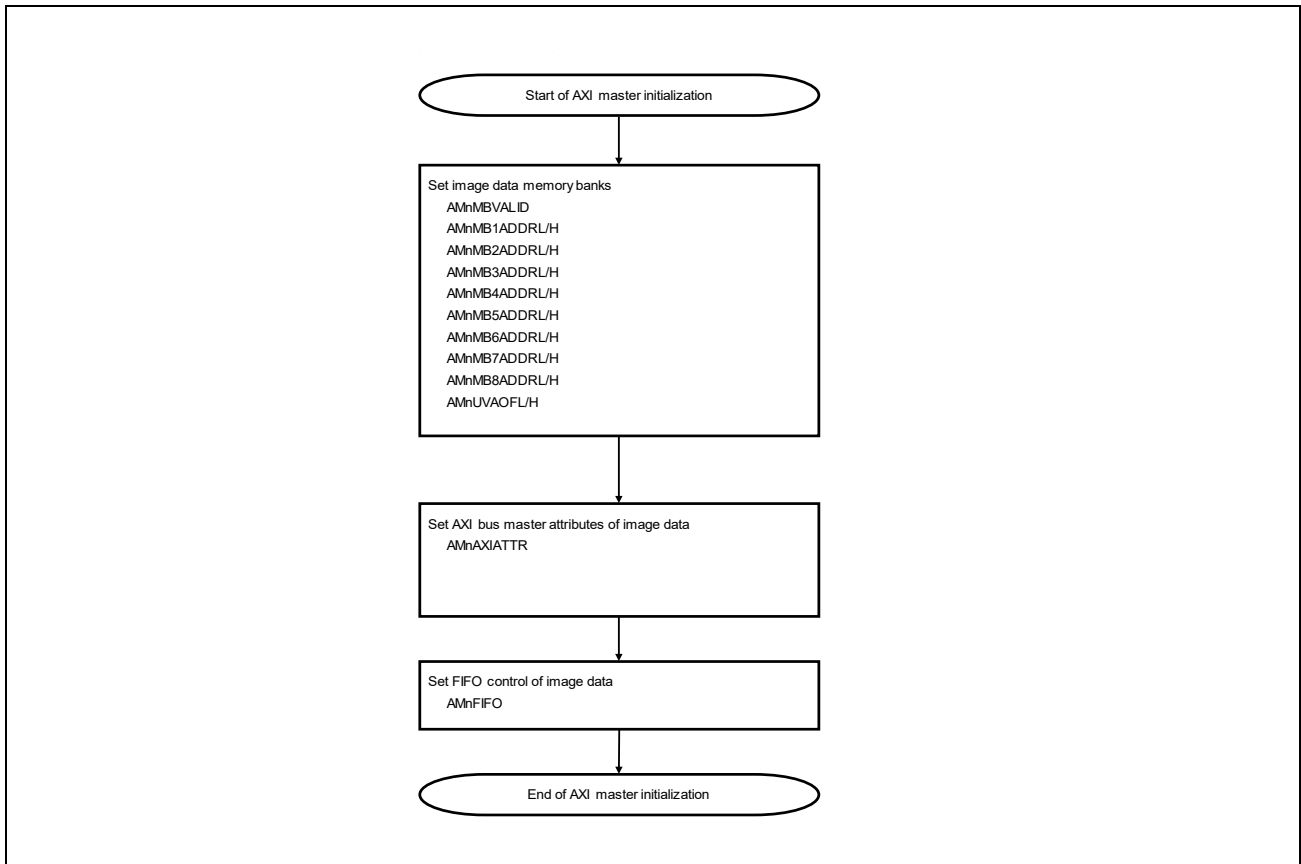 Start of AXI master initialization
Set image data memory banks
AMnMBVALID
AMnMB1ADDRL/H
AMnMB2ADDRL/H
AMnMB3ADDRL/H
AMnMB4ADDRL/H
AMnMB5ADDRL/H
AMnMB6ADDRL/H
AMnMB7ADDRL/H
AMnMB8ADDRL/H
AMnUVAOFL/H
Set AXI bus master attributes of image data
AMnAXIATTR
Set FIFO control of image data
AMnFIFO
End of AXI master initialization